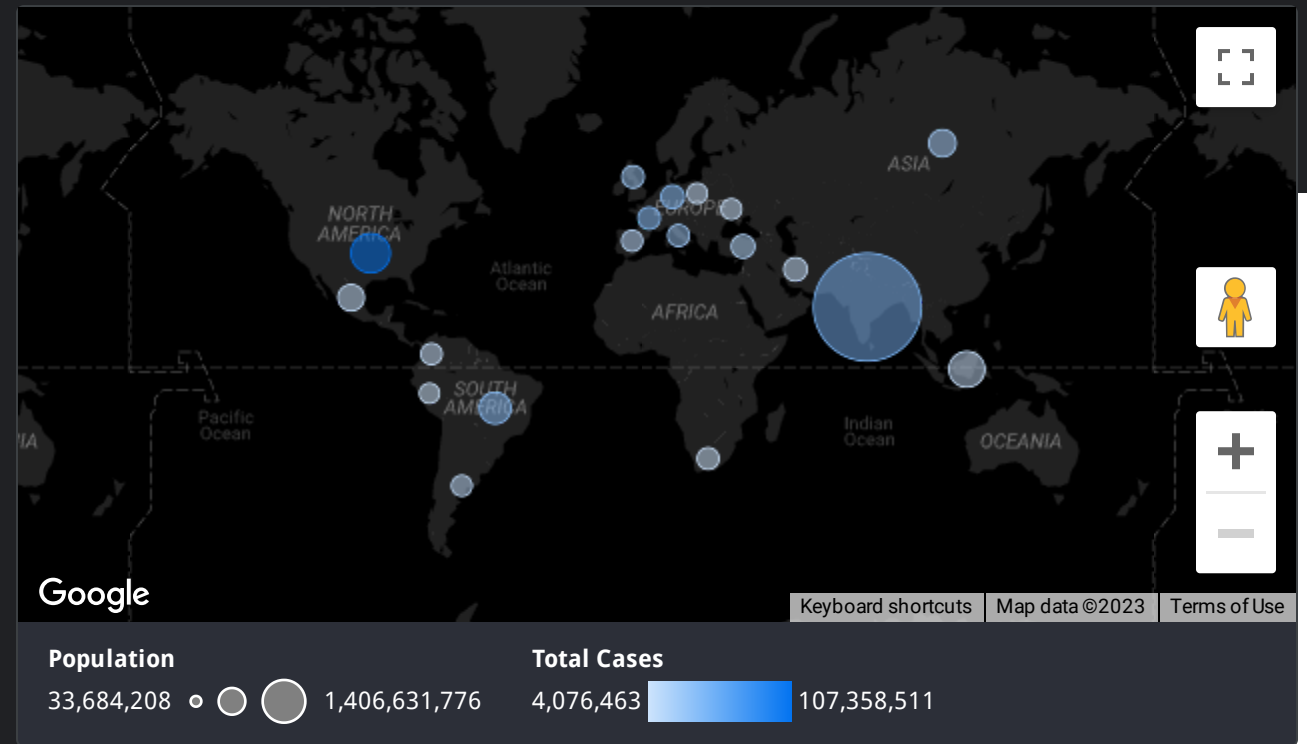 ASIA
EUROPE
NORTH
AMERICA
Atlantic
Ocean
AFRICA
SOUTH
AMERICA
Pacific
Ocean
Indian
Ocean
OCEANIA
IA
Google
Keyboard shortcuts
Map data ©2023
Terms of Use
Population
Total Cases
33,684,208
1,406,631,776
4,076,463
107,358,511